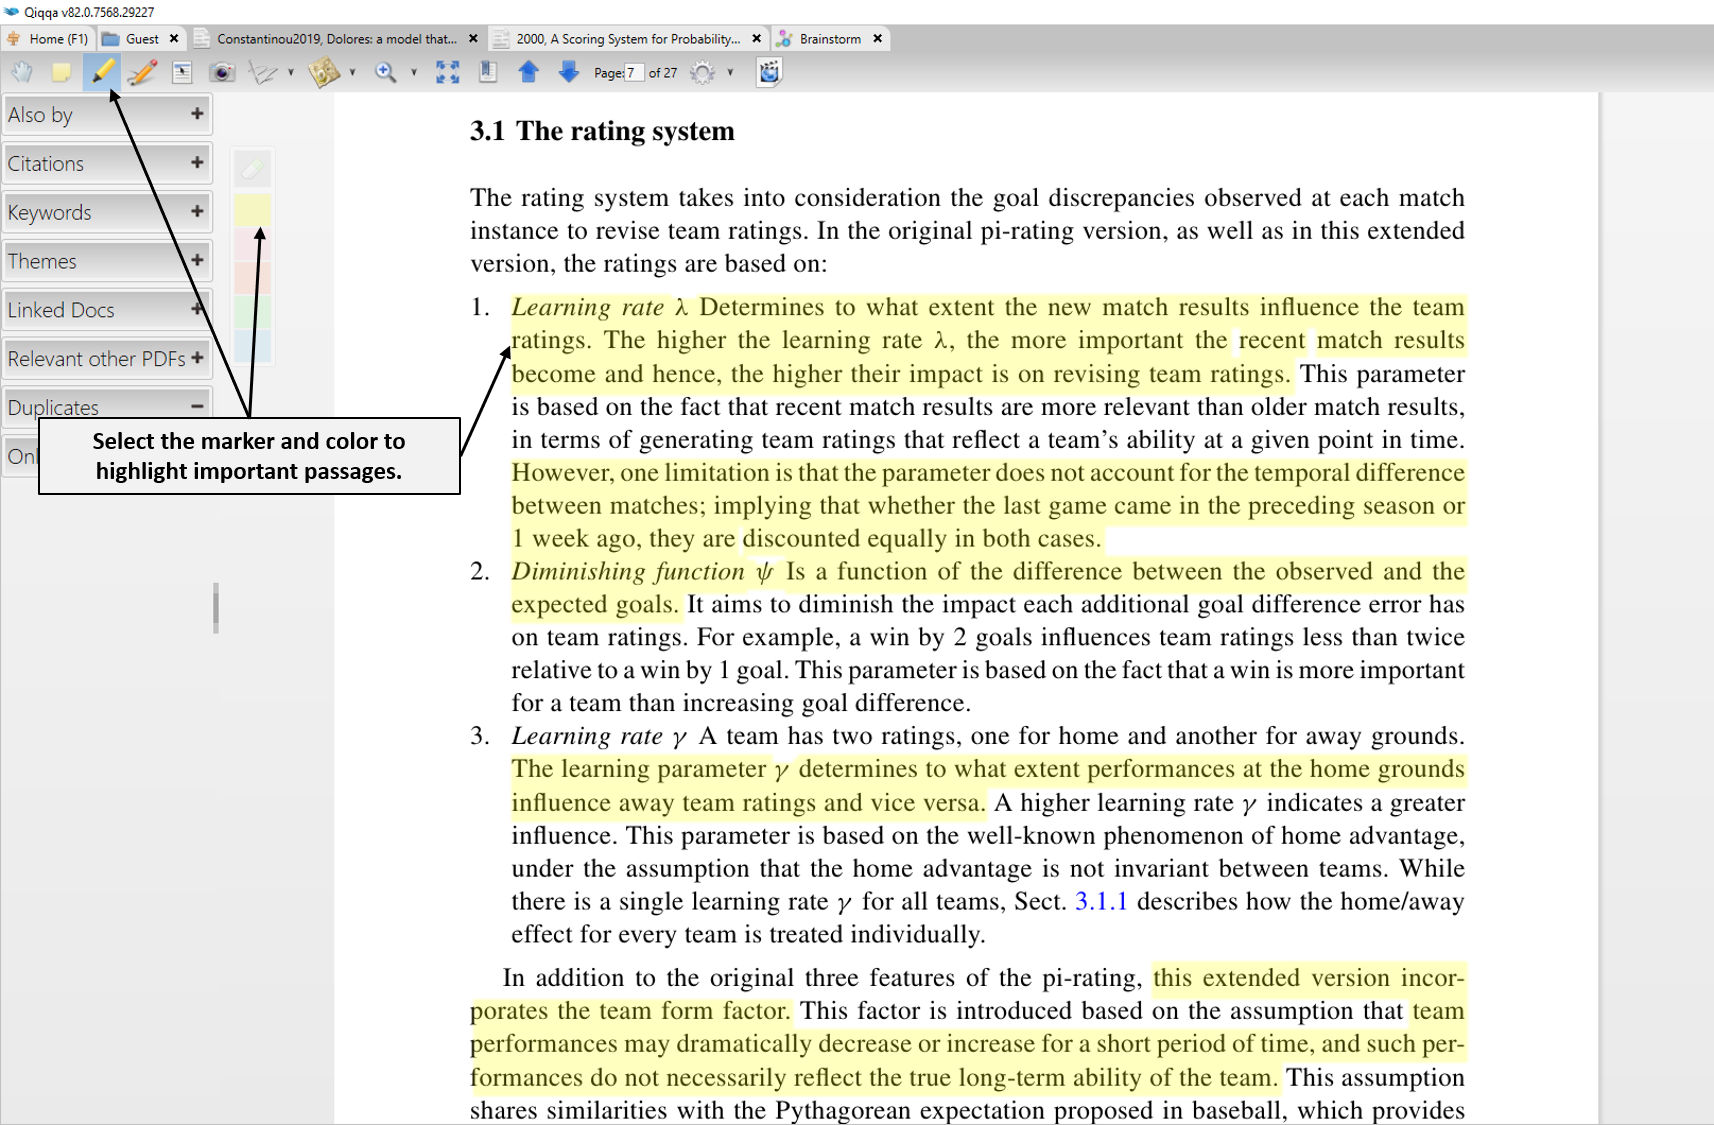 Qiqqa v82.0.7568.29227
Home (F1)
Guest
Constantinou2019, Dolores: a model that...
2000, A Scoring System for Probability...
Brainstorm
Page: 7 of 27
Also by
Citations
Keywords
Themes
Linked Docs
Relevant other PDFs
Duplicates
Onl
Select the marker and color to
highlight important passages.
3.1 The rating system
The rating system takes into consideration the goal discrepancies observed at each match
instance to revise team ratings. In the original pi-rating version, as well as in this extended
version, the ratings are based on:
1. Learning rate λ Determines to what extent the new match results influence the team
ratings. The higher the learning rate λ, the more important the recent match results
become and hence, the higher their impact is on revising team ratings. This parameter
is based on the fact that recent match results are more relevant than older match results,
in terms of generating team ratings that reflect a team’s ability at a given point in time.
However, one limitation is that the parameter does not account for the temporal difference
between matches; implying that whether the last game came in the preceding season or
1 week ago, they are discounted equally in both cases.
2. Diminishing function ψ Is a function of the difference between the observed and the
expected goals. It aims to diminish the impact each additional goal difference error has
on team ratings. For example, a win by 2 goals influences team ratings less than twice
relative to a win by 1 goal. This parameter is based on the fact that a win is more important
for a team than increasing goal difference.
3. Learning rate γ A team has two ratings, one for home and another for away grounds.
The learning parameter γ determines to what extent performances at the home grounds
influence away team ratings and vice versa. A higher learning rate γ indicates a greater
influence. This parameter is based on the well-known phenomenon of home advantage,
under the assumption that the home advantage is not invariant between teams. While
there is a single learning rate γ for all teams, Sect. 3.1.1 describes how the home/away
effect for every team is treated individually.
In addition to the original three features of the pi-rating, this extended version incor-
porates the team form factor. This factor is introduced based on the assumption that team
performances may dramatically decrease or increase for a short period of time, and such per-
formances do not necessarily reflect the true long-term ability of the team. This assumption
shares similarities with the Pythagorean expectation proposed in baseball, which provides